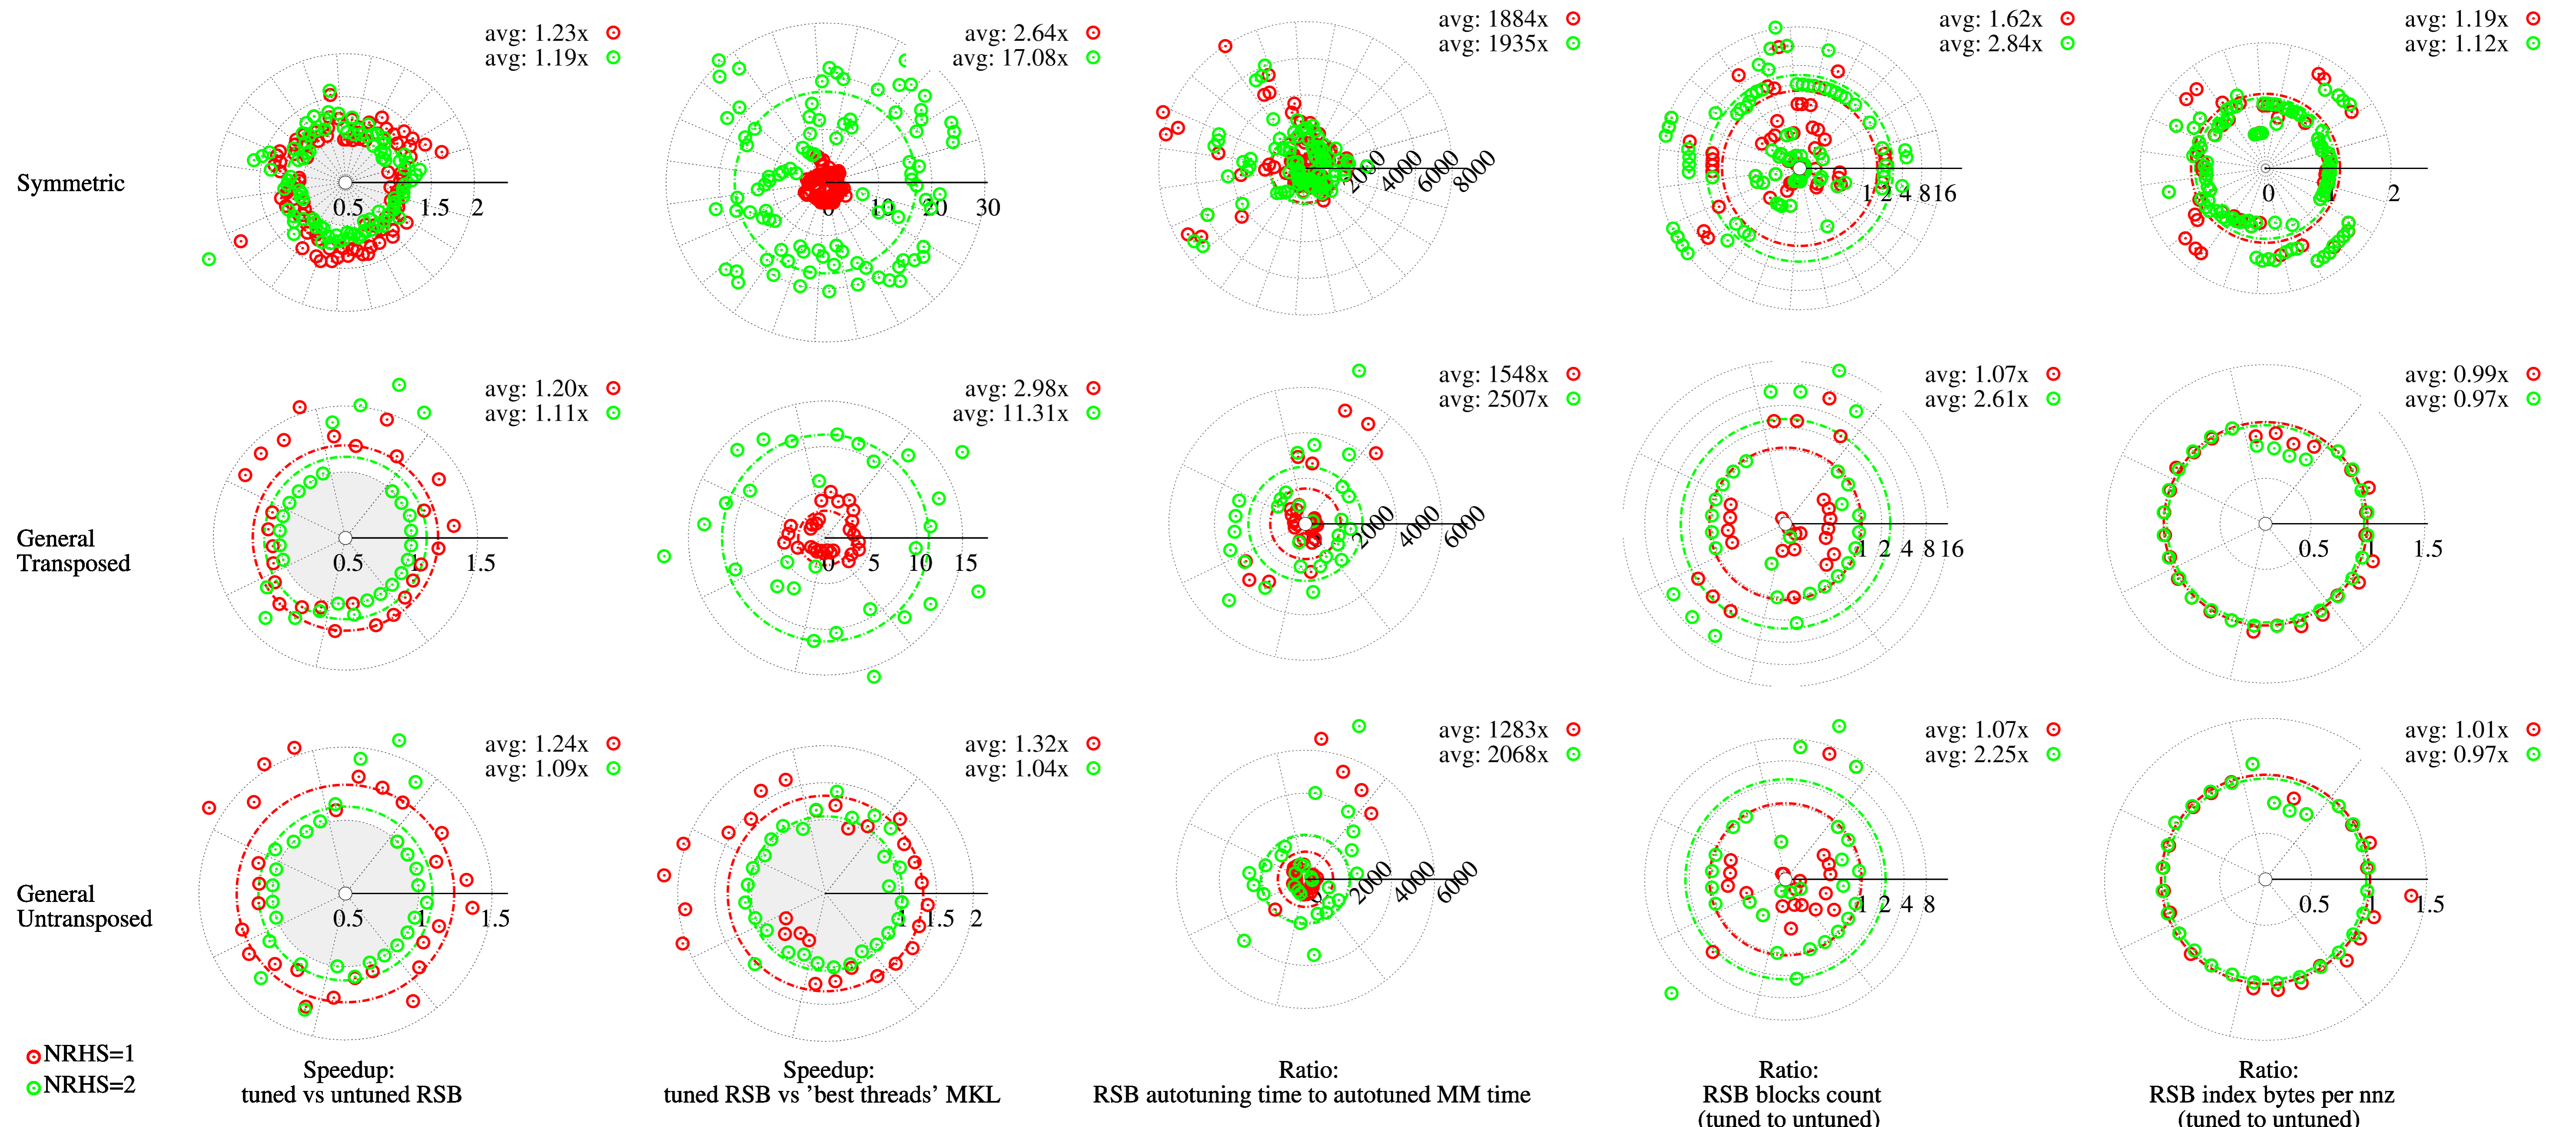 avg: 1.23x
avg: 1.19x
avg: 2.64x
avg: 17.08x
avg: 1884x
avg: 1935x
avg: 1.62x
avg: 2.84x
avg: 1.19x
avg: 1.12x
Symmetric
0.5 1.5 2
0 10 20 30
2000 4000 6000 8000
1 2 4 8 16
0 1 2
avg: 1.20x
avg: 1.11x
avg: 2.98x
avg: 11.31x
avg: 1548x
avg: 2507x
avg: 1.07x
avg: 2.61x
avg: 0.99x
avg: 0.97x
General
Transposed
0.5 1 1.5
0 5 10 15
2000 4000 6000
1 2 4 8 16
0.5 1 1.5
avg: 1.24x
avg: 1.09x
avg: 1.32x
avg: 1.04x
avg: 1283x
avg: 2068x
avg: 1.07x
avg: 2.25x
avg: 1.01x
avg: 0.97x
General
Untransposed
0.5 1 1.5
1 1.5 2
0 2000 4000 6000
1 2 4 8
0.5 1 1.5
NRHS=1
NRHS=2
Speedup:
tuned vs untuned RSB
Speedup:
tuned RSB vs 'best threads' MKL
Ratio:
RSB autotuning time to autotuned MM time
Ratio:
RSB blocks count
(tuned to untuned)
Ratio:
RSB index bytes per nnz
(tuned to untuned)